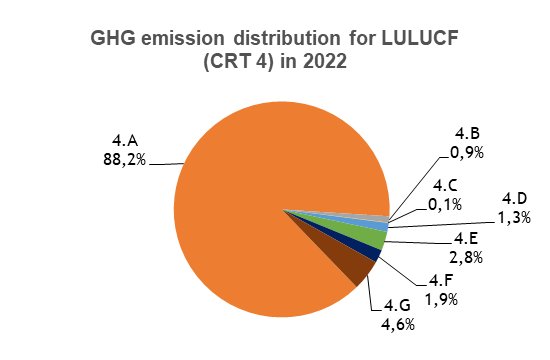 GHG emission distribution for LULUCF
(CRT 4) in 2022
4.A
88,2%
4.B
0,9%
4.C
0,1%
4.D
1,3%
4.E
2,8%
4.F
1,9%
4.G
4,6%